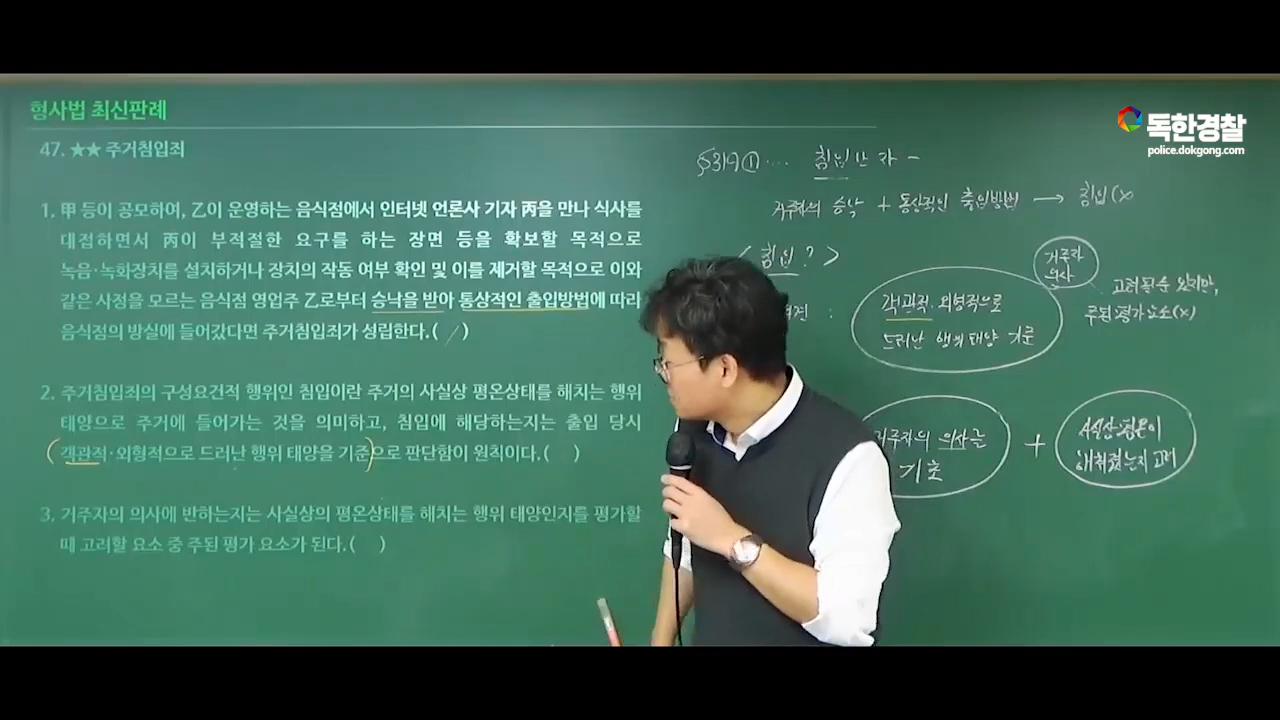 형사법 최신판례
독한경찰
police.dokgong.com
47. ★★ 주거침입죄
1. 甲 등이 공모하여, 乙이 운영하는 음식점에서 인터넷 언론사 기자 丙을 만나 식사를
대접하면서 丙이 부적절한 요구를 하는 장면 등을 확보할 목적으로
녹음·녹화장치를 설치하거나 장치의 작동 여부 확인 및 이를 제거할 목적으로 이와
같은 사정을 모르는 음식점 영업주 乙로부터 승낙을 받아 통상적인 출입방법에 따라
음식점의 방실에 들어갔다면 주거침입죄가 성립한다.( / )
2. 주거침입죄의 구성요건적 행위인 침입이란 주거의 사실상 평온상태를 해치는 행위
태양으로 주거에 들어가는 것을 의미하고, 침입에 해당하는지는 출입 당시
(객관적·외형적으로 드러난 행위 태양을 기준)으로 판단함이 원칙이다.( )
3. 거주자의 의사에 반하는지는 사실상의 평온상태를 해치는 행위 태양인지를 평가할
때 고려할 요소 중 주된 평가 요소가 된다.( )
§319① ‥‥ 침입한 자 -
거주자의 승낙 + 통상적인 출입방법 → 침입(x)
< 침입? >
거주자
의사
고려될 수 있지만,
주된 평가요소(x)
견 :
객관적·외형적으로
드러난 행위태양 기준
거주자의 의사는
기초
+
사실상 평온이
해쳐졌는지 고려